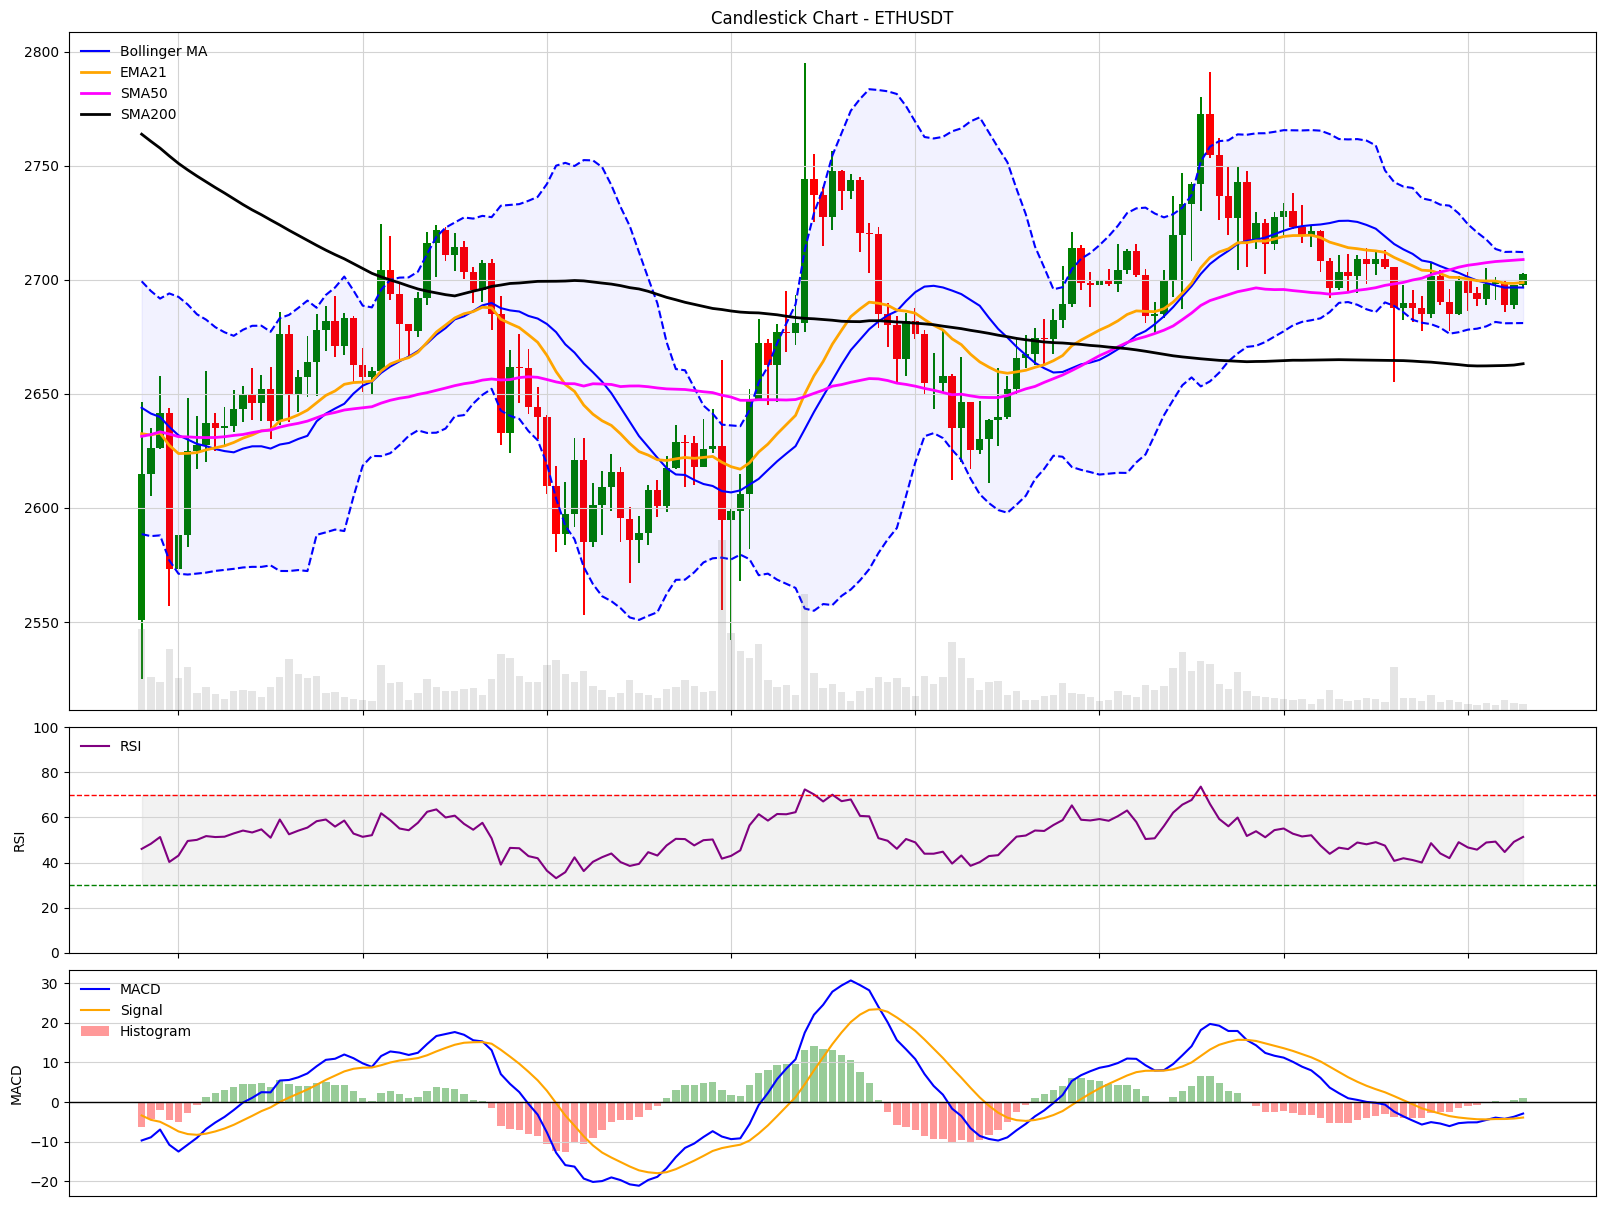 Candlestick Chart - ETHUSDT
2800
2750
2700
2650
2600
2550
Bollinger MA
EMA21
SMA50
SMA200
100
80
60
40
20
0
RSI
RSI
30
20
10
0
−10
−20
MACD
MACD
Signal
Histogram